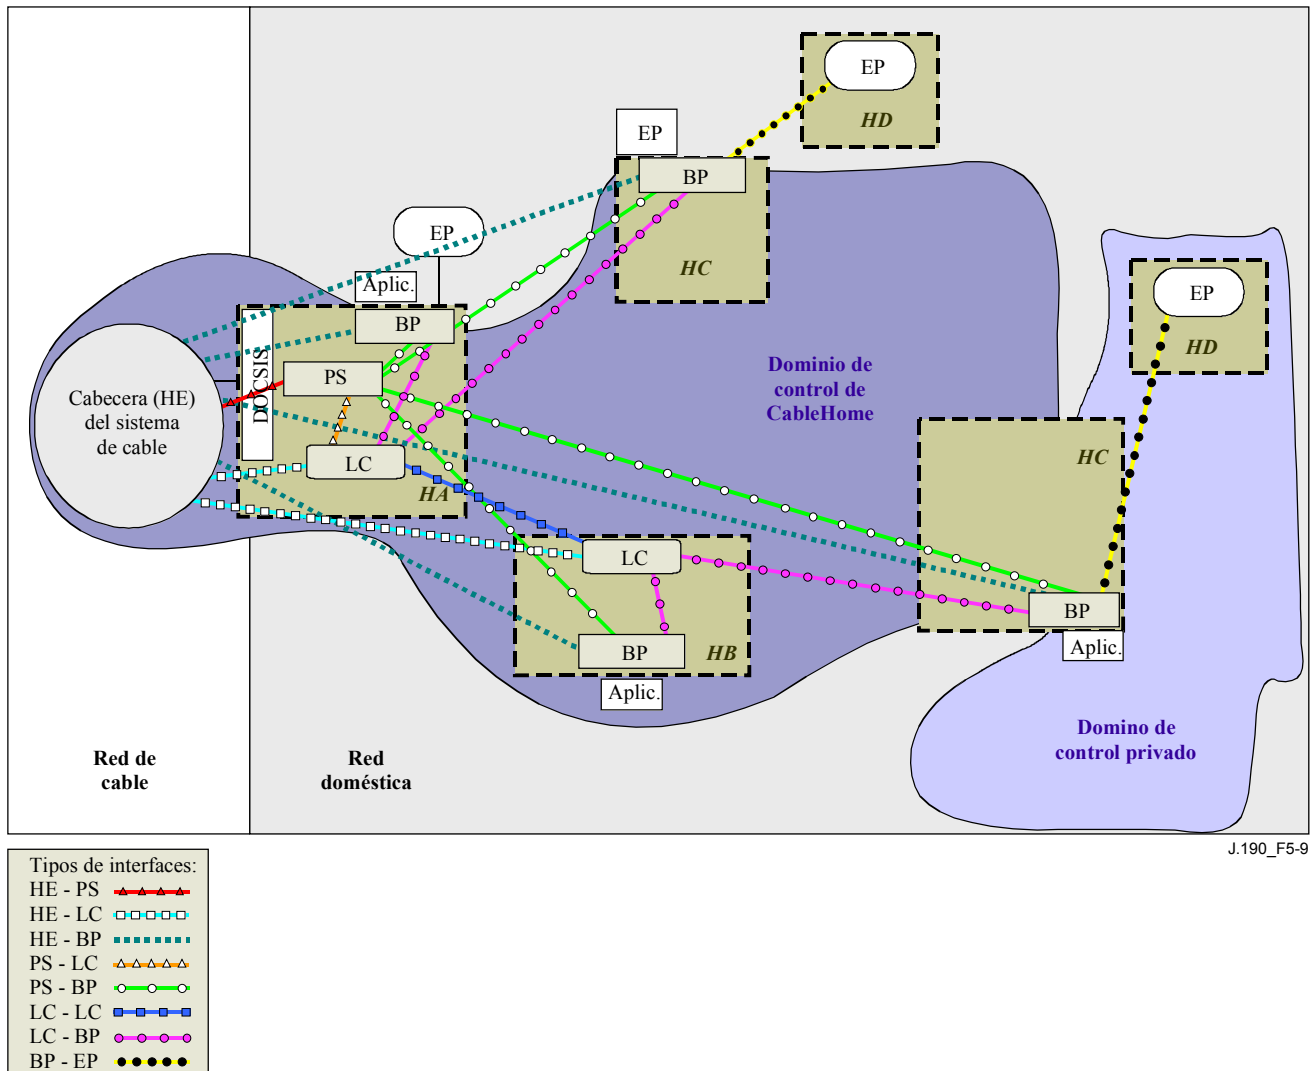 EP
HD
EP
BP
HC
EP
Aplic.
BP
DOCSIS
PS
LC
HA
Cabecera (HE)
del sistema
de cable
Dominio de
control de
CableHome
EP
HD
HC
BP
Aplic.
LC
BP
HB
Aplic.
Domino de
control privado
Red de
cable
Red
doméstica
J.190_F5-9
Tipos de interfaces:
HE - PS
HE - LC
HE - BP
PS - LC
PS - BP
LC - LC
LC - BP
BP - EP